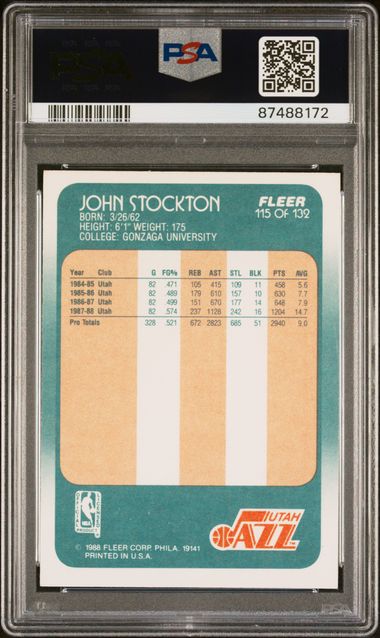 PSA
PSA
87488172
JOHN STOCKTON
FLEER
115 OF 132
BORN: 3/26/62
HEIGHT: 6'1" WEIGHT: 175
COLLEGE: GONZAGA UNIVERSITY
Year Club G FG% REB AST STL BLK PTS AVG
1984-85 Utah 82 .471 105 415 109 11 458 5.6
1985-86 Utah 82 .489 179 610 157 10 630 7.7
1986-87 Utah 82 .499 151 670 177 14 648 7.9
1987-88 Utah 82 .574 237 1128 242 16 1204 14.7
Pro Totals 328 .521 672 2823 685 51 2940 9.0
NBA
PRODUCT
UTAH
JAZZ
© 1988 FLEER CORP. PHILA. 19141
PRINTED IN U.S.A.
PSA